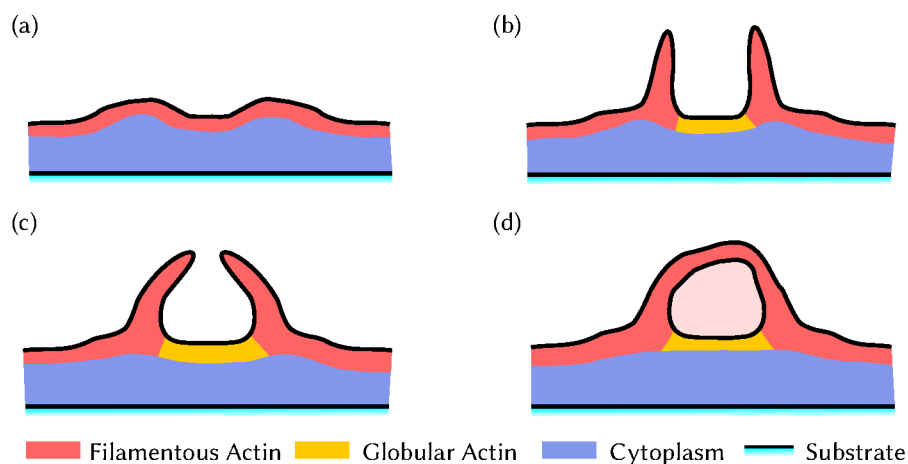 (a)
(b)
(c)
(d)
Filamentous Actin
Globular Actin
Cytoplasm
Substrate